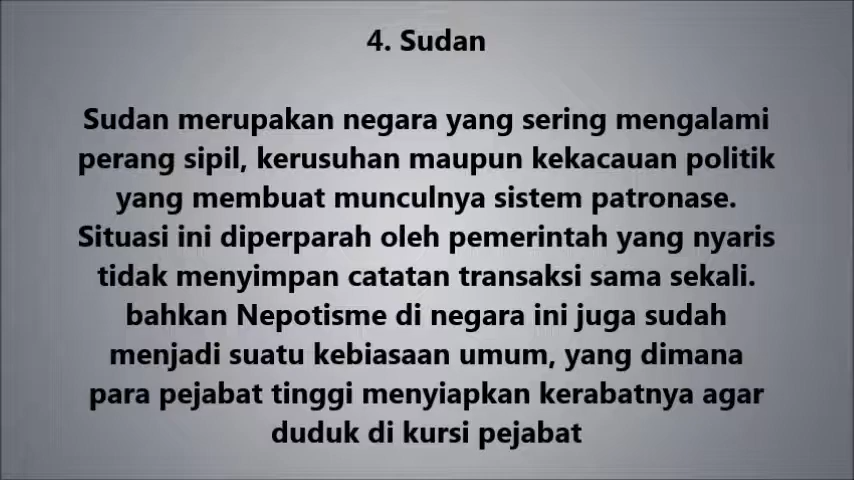 4. Sudan
Sudan merupakan negara yang sering mengalami
perang sipil, kerusuhan maupun kekacauan politik
yang membuat munculnya sistem patronase.
Situasi ini diperparah oleh pemerintah yang nyaris
tidak menyimpan catatan transaksi sama sekali.
bahkan Nepotisme di negara ini juga sudah
menjadi suatu kebiasaan umum, yang dimana
para pejabat tinggi menyiapkan kerabatnya agar
duduk di kursi pejabat